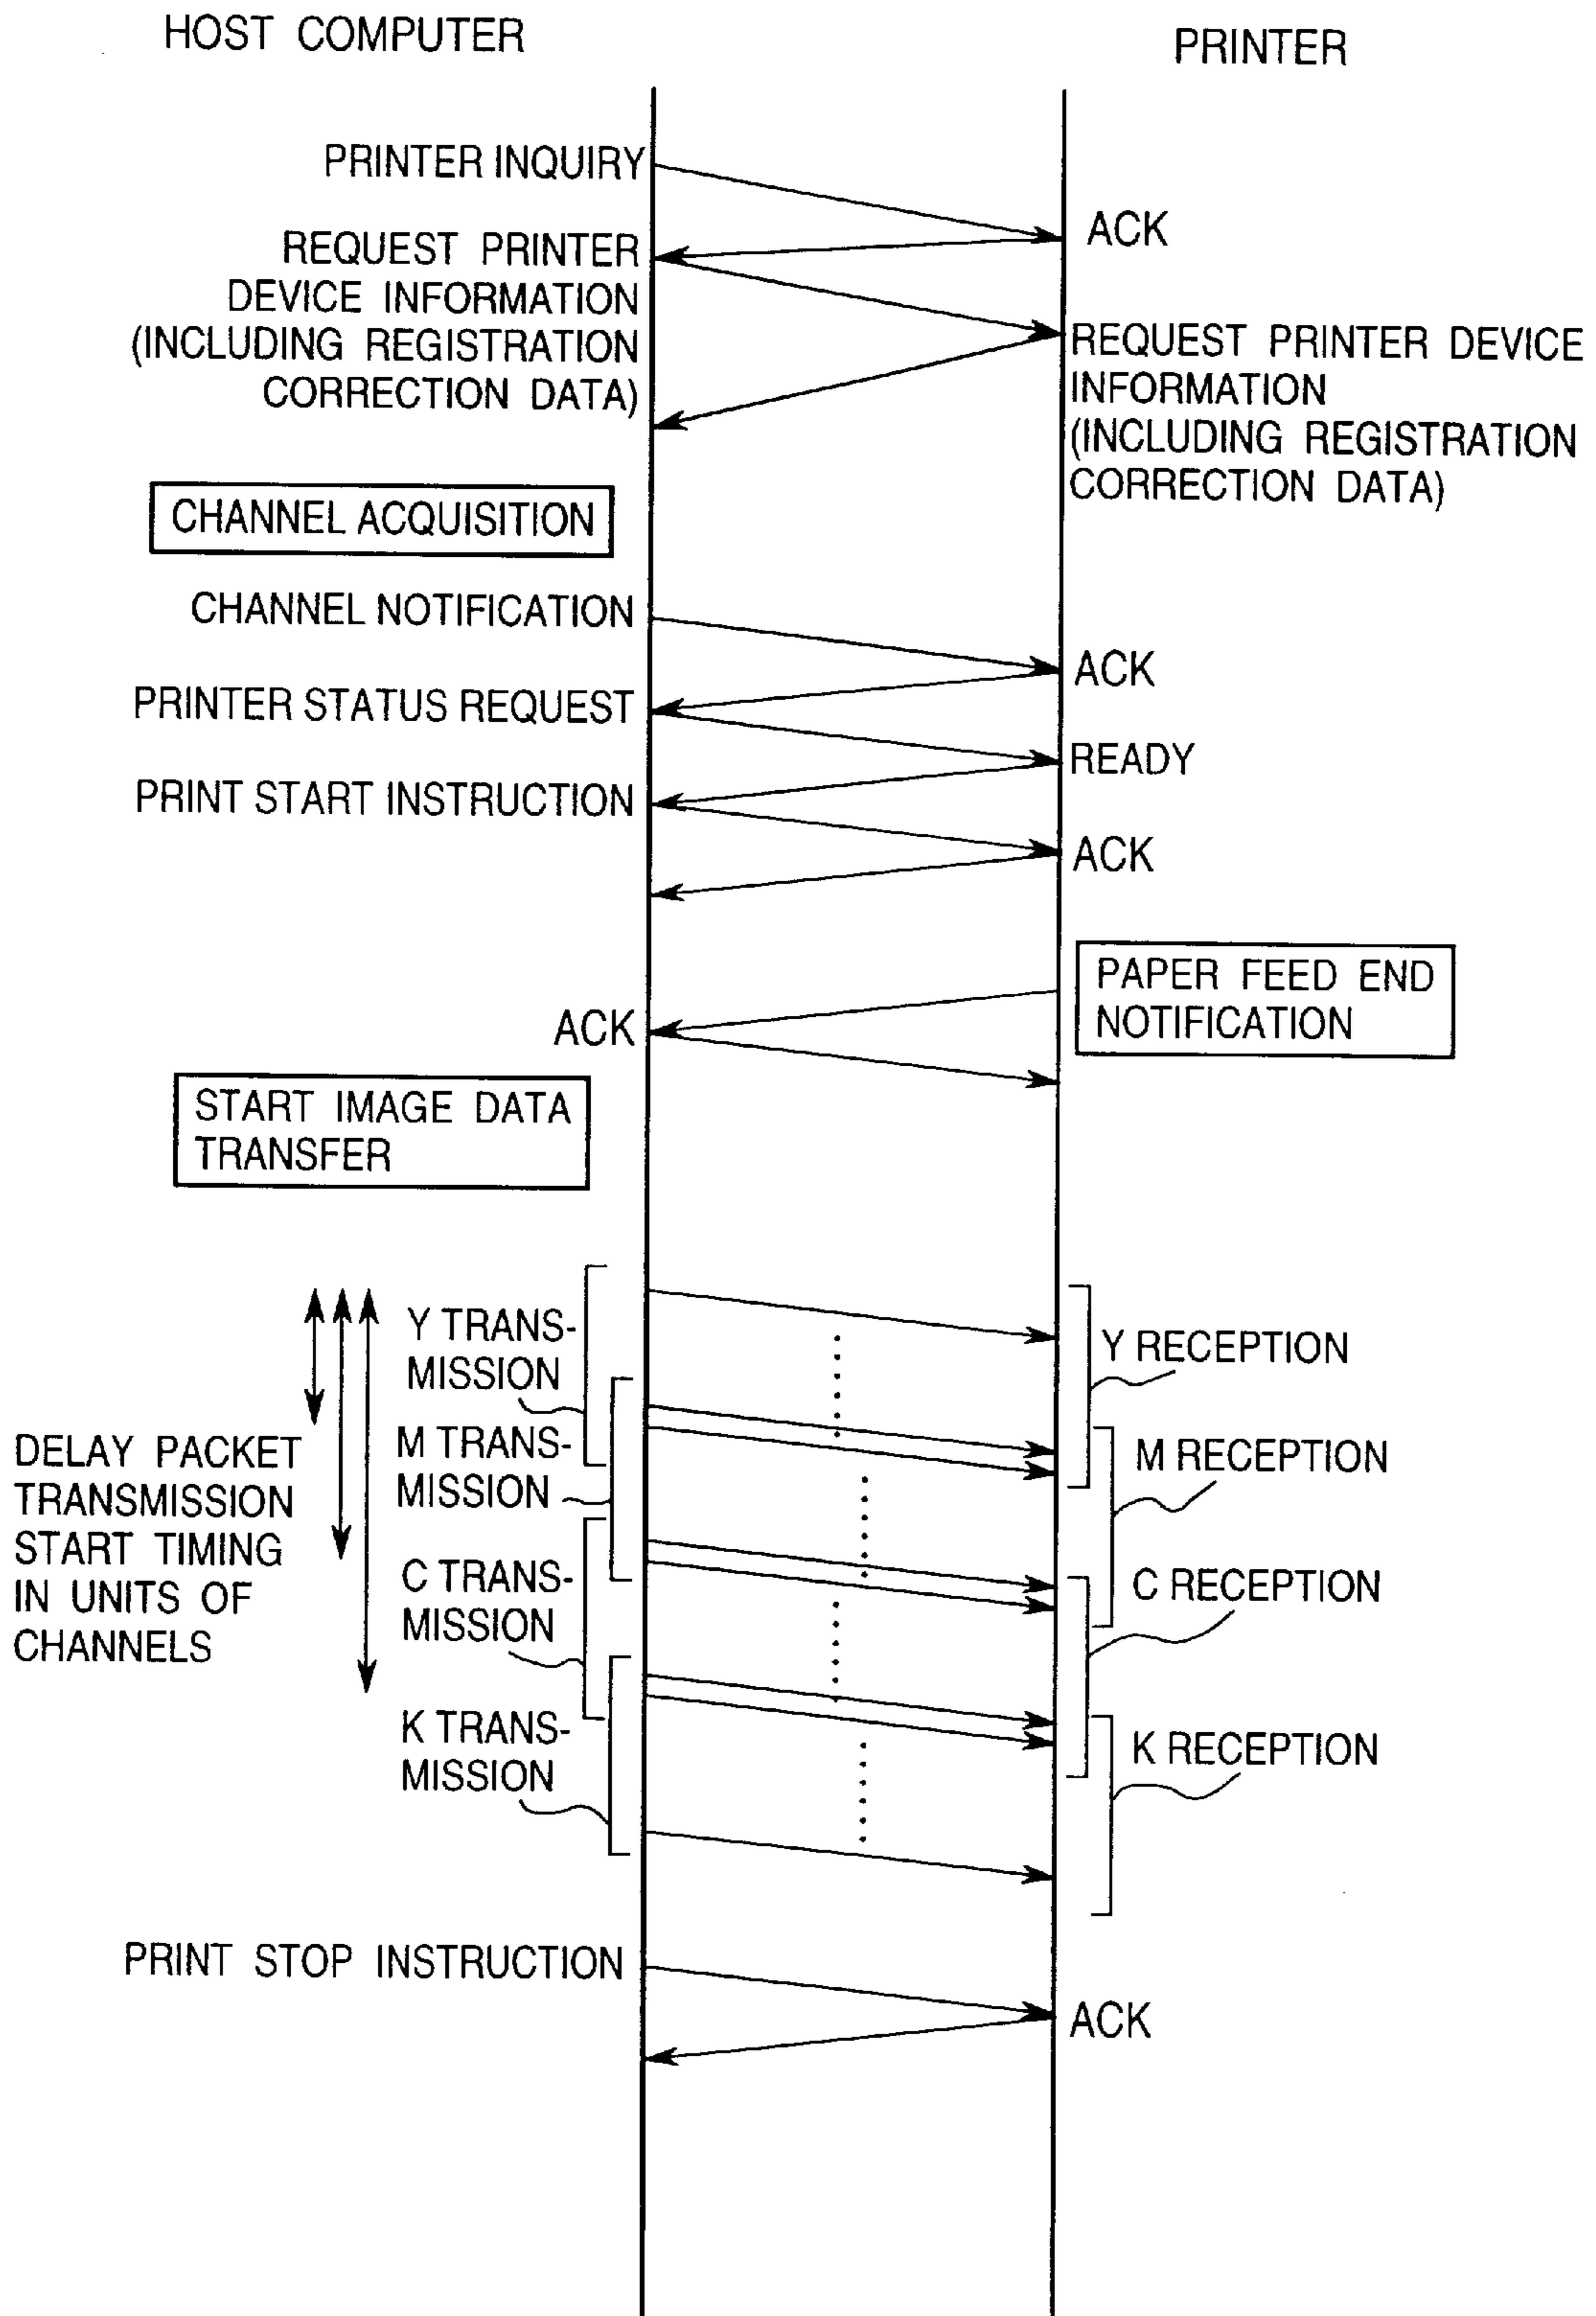 HOST COMPUTER
PRINTER
PRINTER INQUIRY
ACK
REQUEST PRINTER
DEVICE INFORMATION
(INCLUDING REGISTRATION
CORRECTION DATA)
REQUEST PRINTER DEVICE
INFORMATION
(INCLUDING REGISTRATION
CORRECTION DATA)
CHANNEL ACQUISITION
CHANNEL NOTIFICATION
ACK
PRINTER STATUS REQUEST
READY
PRINT START INSTRUCTION
ACK
PAPER FEED END
NOTIFICATION
ACK
START IMAGE DATA
TRANSFER
Y TRANS-
MISSION
Y RECEPTION
DELAY PACKET
TRANSMISSION
START TIMING
IN UNITS OF
CHANNELS
M TRANS-
MISSION
M RECEPTION
C TRANS-
MISSION
C RECEPTION
K TRANS-
MISSION
K RECEPTION
PRINT STOP INSTRUCTION
ACK